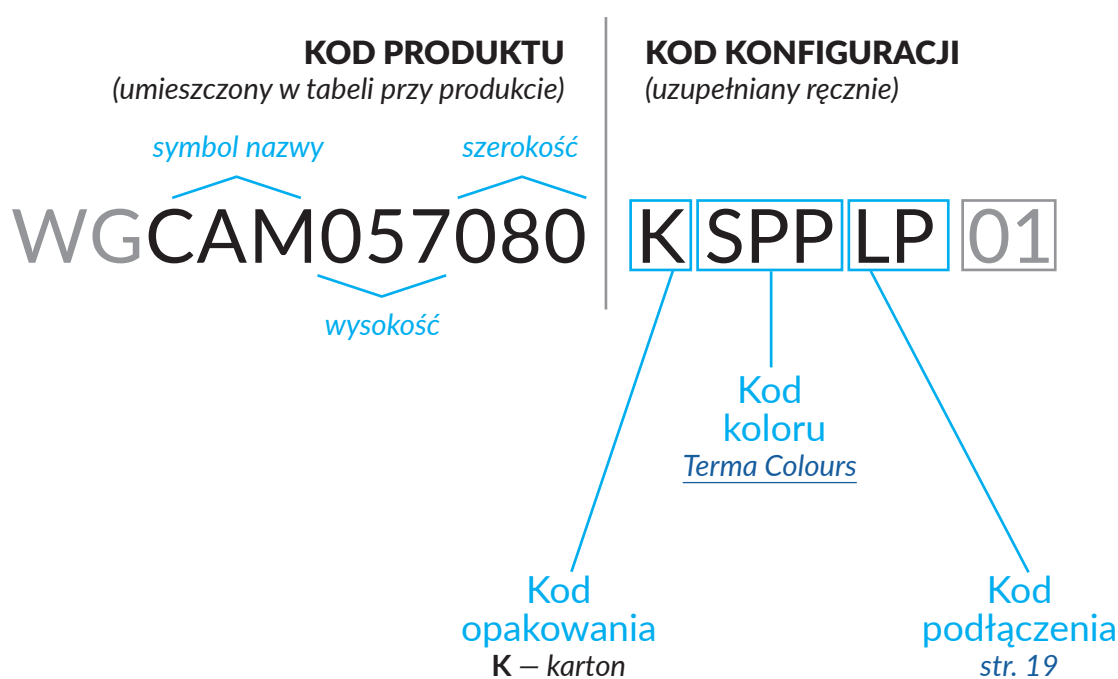 KOD PRODUKTU
(umieszczony w tabeli przy produkcie)
KOD KONFIGURACJI
(uzupełniany ręcznie)
symbol nazwy
szerokość
WGCAM057080 K SPP LP 01
wysokość
Kod
koloru
Terma Colours
Kod
opakowania
K – karton
Kod
podłączenia
str. 19